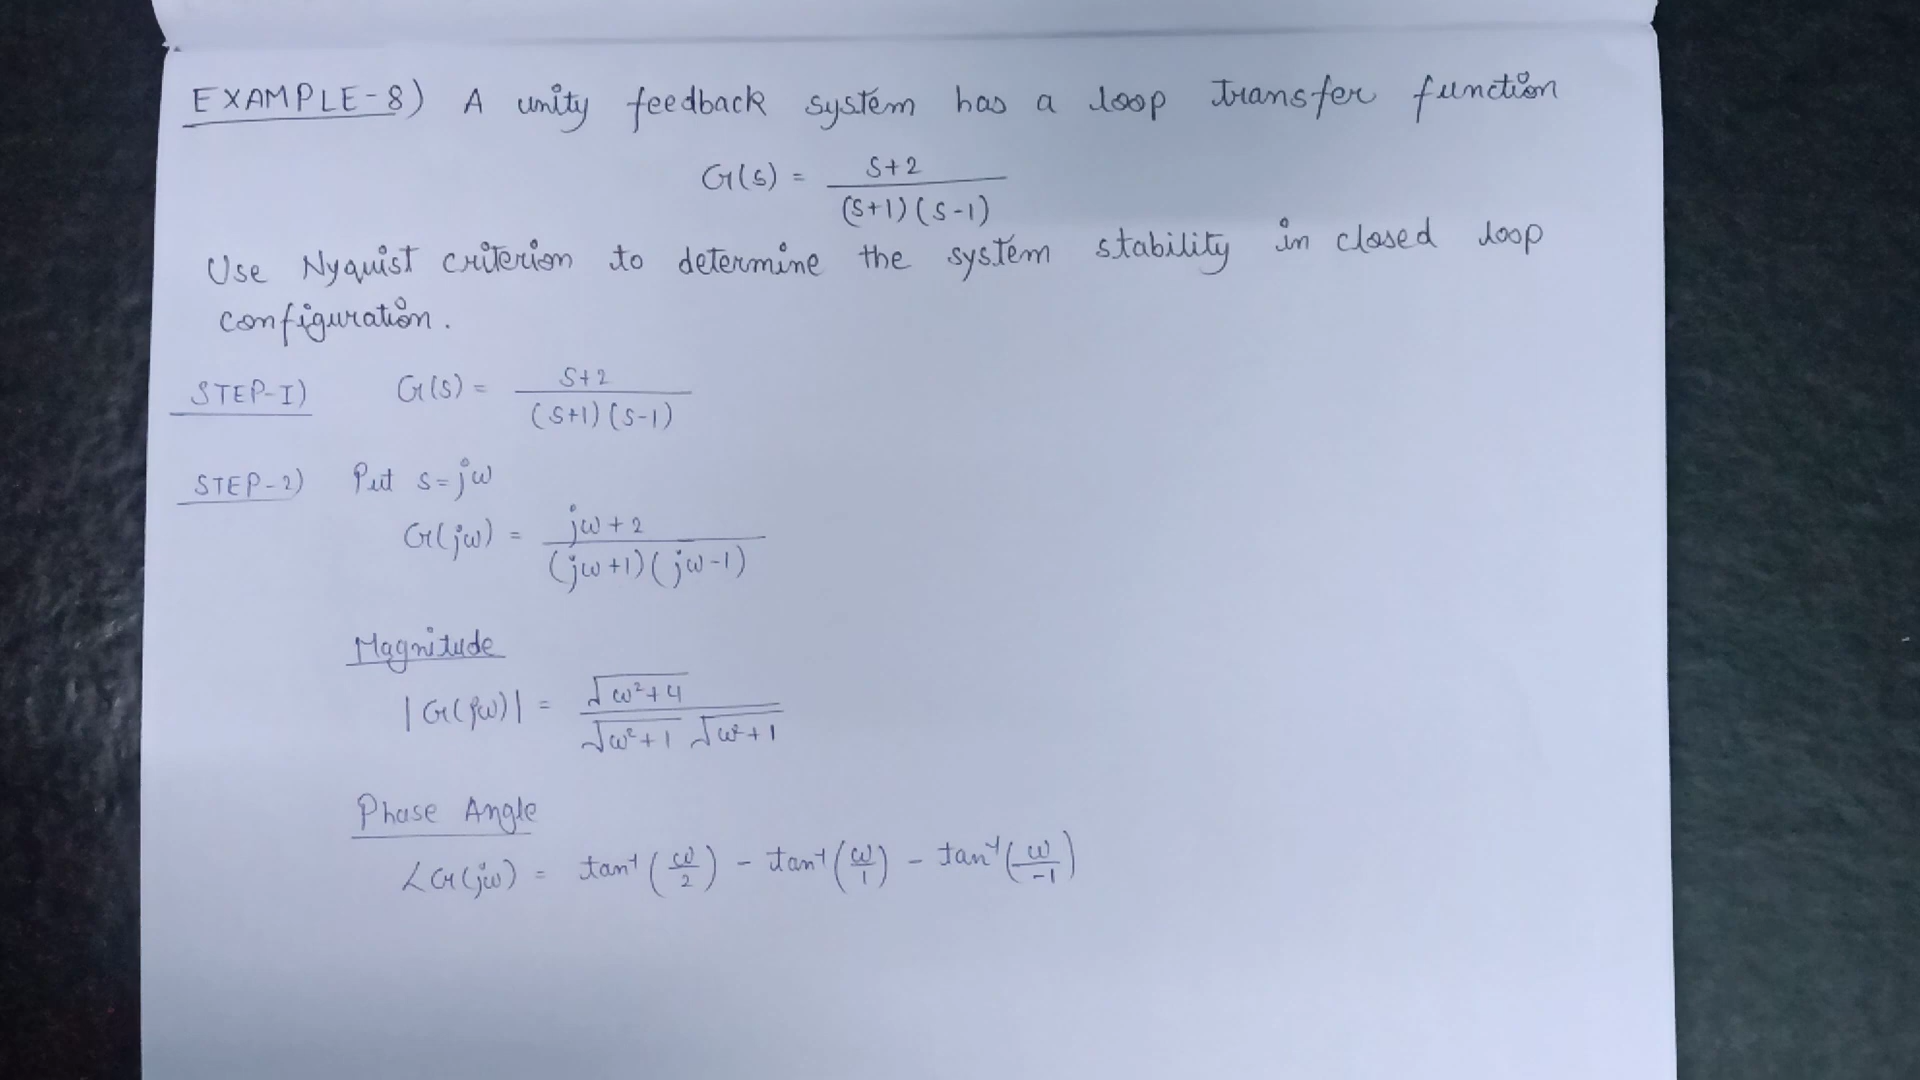 EXAMPLE-8) A unity feedback system has a loop transfer function
G(s) = s+2 / (s+1)(s-1)
Use Nyquist criterion to determine the system stability in closed loop
configuration.
STEP-1) G(s) = s+2 / (s+1)(s-1)
STEP-2) Put s=jω
G(jω) = jω+2 / (jω+1)(jω-1)
Magnitude
|G(jω)| = √ω²+4 / √ω²+1 √ω²+1
Phase Angle
∠G(jω) = tan⁻¹(ω/2) - tan⁻¹(ω/1) - tan⁻¹(ω/-1)